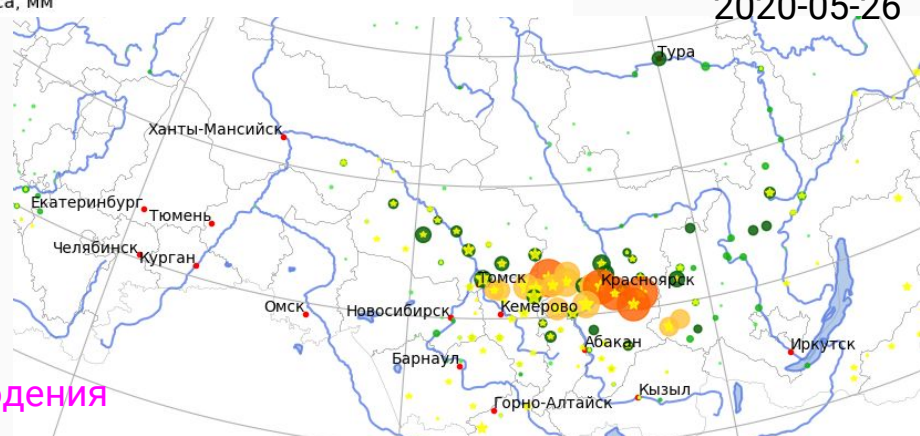 мм
2020-05-26
Тура
Ханты-Мансийск
Екатеринбург
Тюмень
Челябинск
Курган
Томск
Красноярск
Омск
Новосибирск
Кемерово
Барнаул
Абакан
Иркутск
Кызыл
Горно-Алтайск